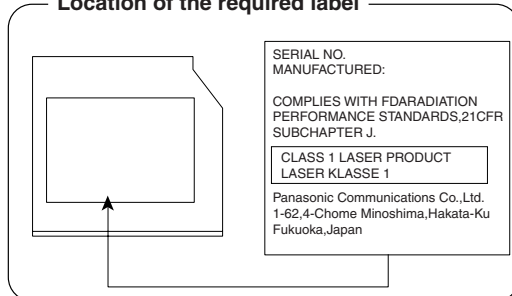 Location of the required label
SERIAL NO.
MANUFACTURED:
COMPLIES WITH FDARADIATION
PERFORMANCE STANDARDS,21CFR
SUBCHAPTER J.
CLASS 1 LASER PRODUCT
LASER KLASSE 1
Panasonic Communications Co.,Ltd.
1-62,4-Chome Minoshima,Hakata-Ku
Fukuoka,Japan